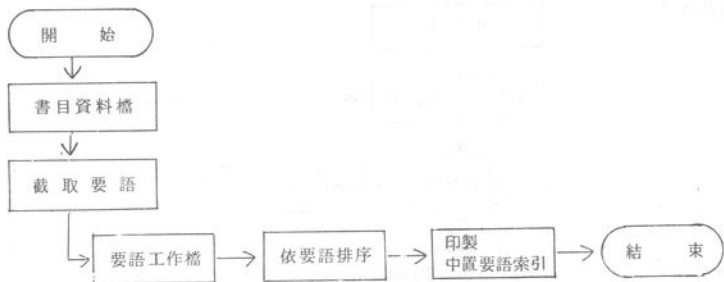 開始
書目資料檔
截取要語
要語工作檔
依要語排序
印製
中置要語索引
結束